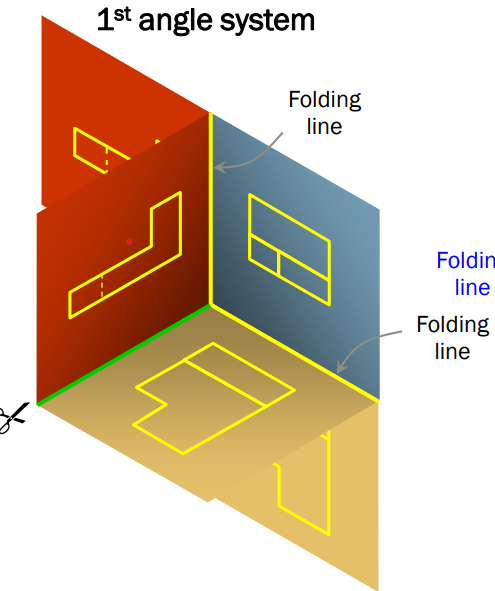 1st angle system
Folding
line
Foldin
line
Folding
line